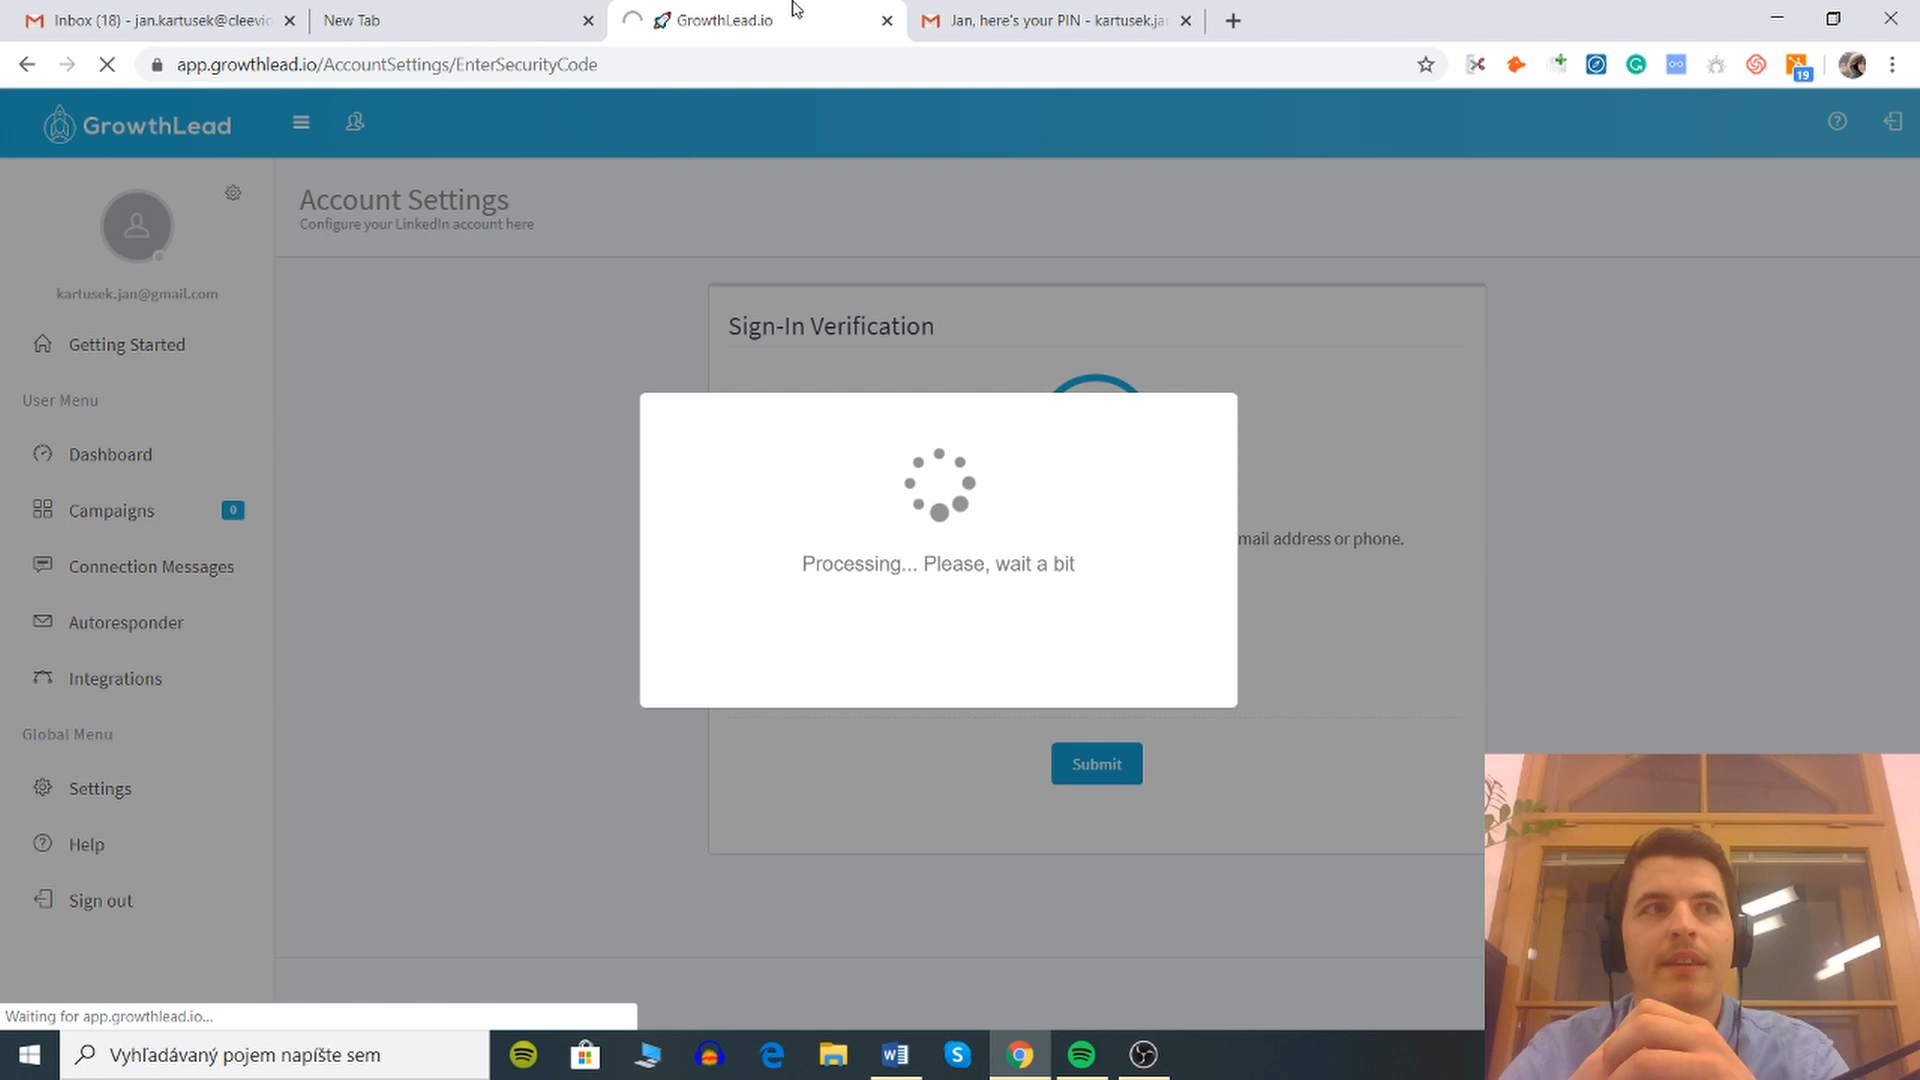 Inbox (18) - jan.kartusek@cleevio
New Tab
GrowthLead.io
Jan, here's your PIN - kartusek.ja
app.growthlead.io/AccountSettings/EnterSecurityCode
19
GrowthLead
Account Settings
Configure your LinkedIn account here
kartusek.jan@gmail.com
Getting Started
User Menu
Dashboard
Campaigns 0
Connection Messages
Autoresponder
Integrations
Global Menu
Settings
Help
Sign out
Sign-In Verification
Processing... Please, wait a bit
mail address or phone.
Submit
Waiting for app.growthlead.io...
Vyhľadávaný pojem napíšte sem